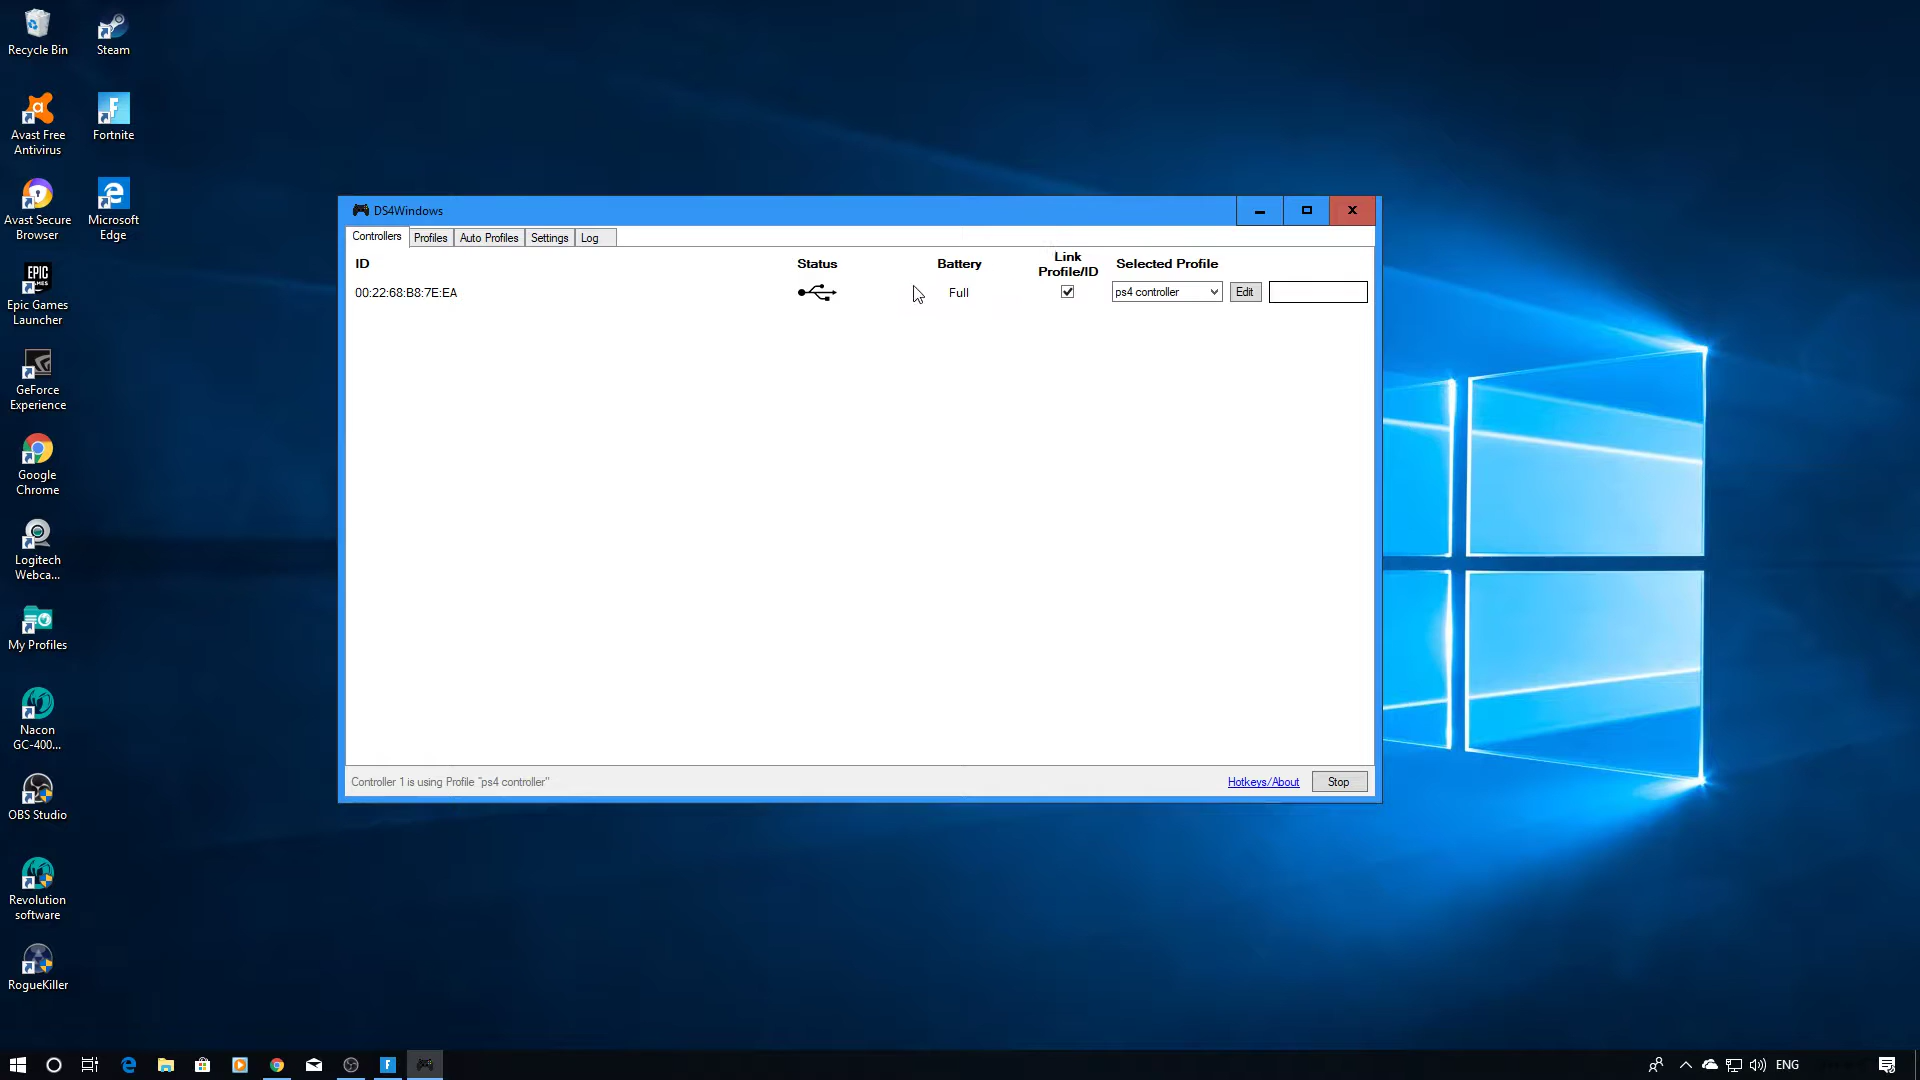 Recycle Bin
Steam
Avast Free
Antivirus
Fortnite
Avast Secure
Browser
Microsoft
Edge
EPIC
GAMES
Epic Games
Launcher
GeForce
Experience
Google
Chrome
Logitech
Webca...
My Profiles
Nacon
GC-400...
OBS Studio
Revolution
software
RogueKiller
DS4Windows
Controllers
Profiles
Auto Profiles
Settings
Log
ID
Status
Battery
Link
Profile/ID
Selected Profile
00:22:68:B8:7E:EA
Full
ps4 controller
Edit
Controller 1 is using Profile "ps4 controller"
Hotkeys/About
Stop
ENG